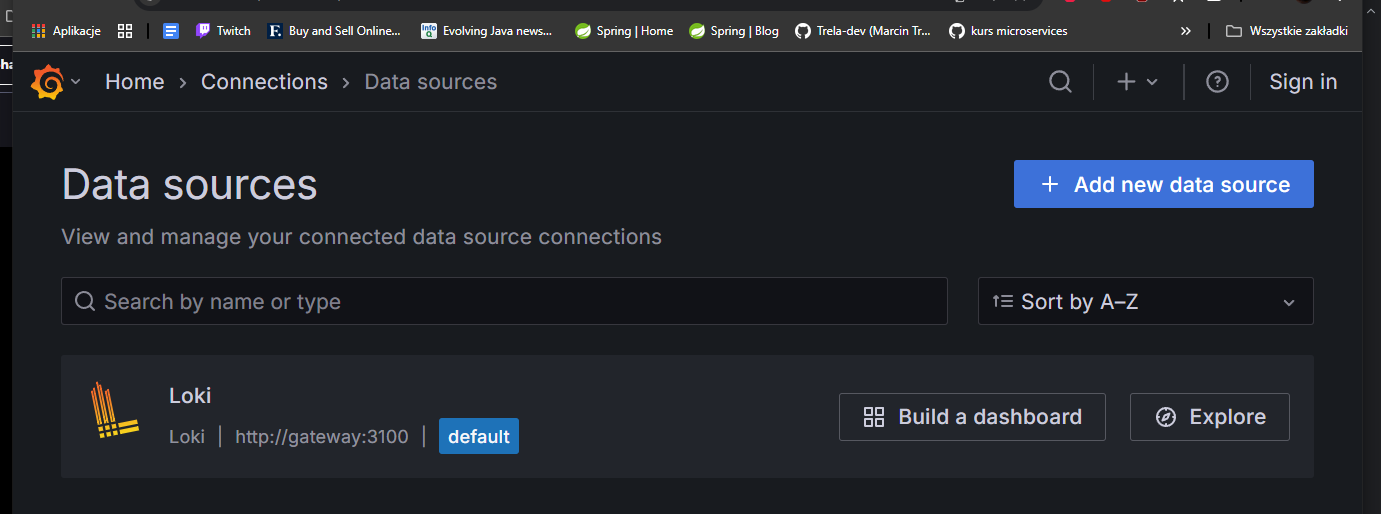 Aplikacje Twitch Buy and Sell Online... Evolving Java news... Spring | Home Spring | Blog Trela-dev (Marcin Tr... kurs microservices » Wszystkie zakładki
Home › Connections › Data sources Sign in
Data sources
+ Add new data source
View and manage your connected data source connections
Search by name or type
Sort by A–Z
Loki
Loki | http://gateway:3100 | default
Build a dashboard
Explore